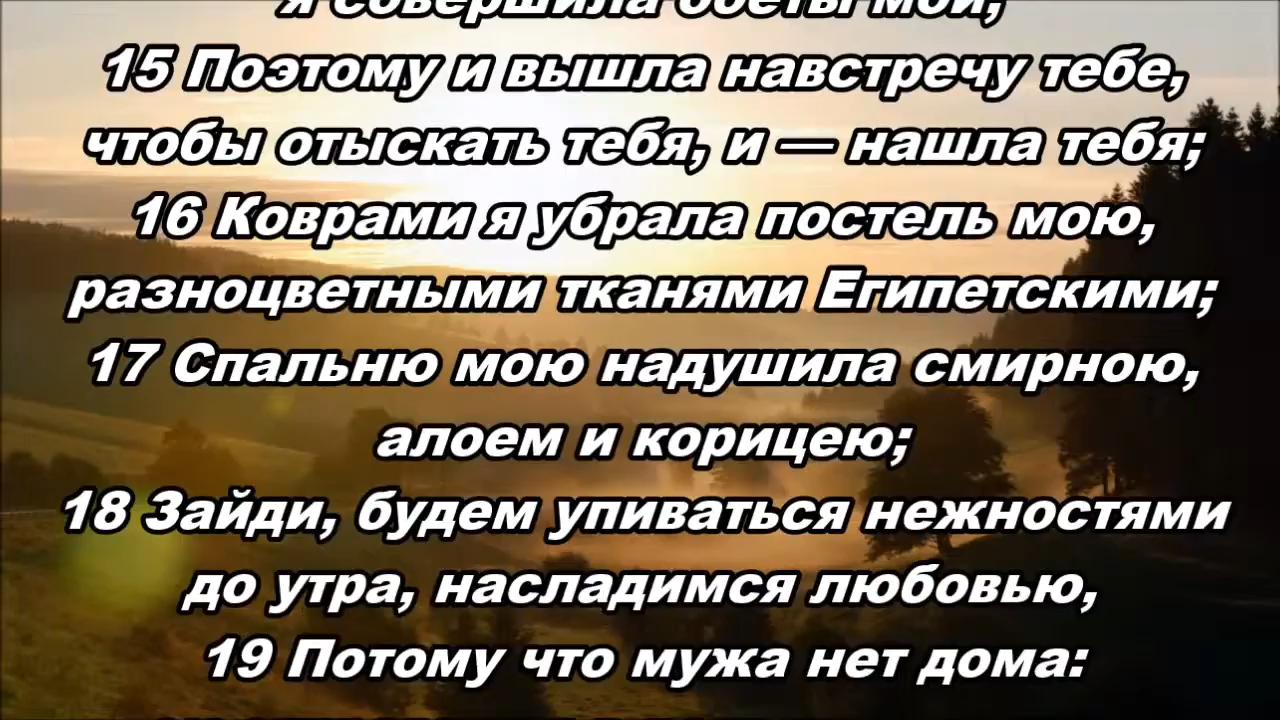 я совершила обеты мои;
15 Поэтому и вышла навстречу тебе,
чтобы отыскать тебя, и — нашла тебя;
16 Коврами я убрала постель мою,
разноцветными тканями Египетскими;
17 Спальню мою надушила смирною,
алоем и корицею;
18 Зайди, будем упиваться нежностями
до утра, насладимся любовью,
19 Потому что мужа нет дома: